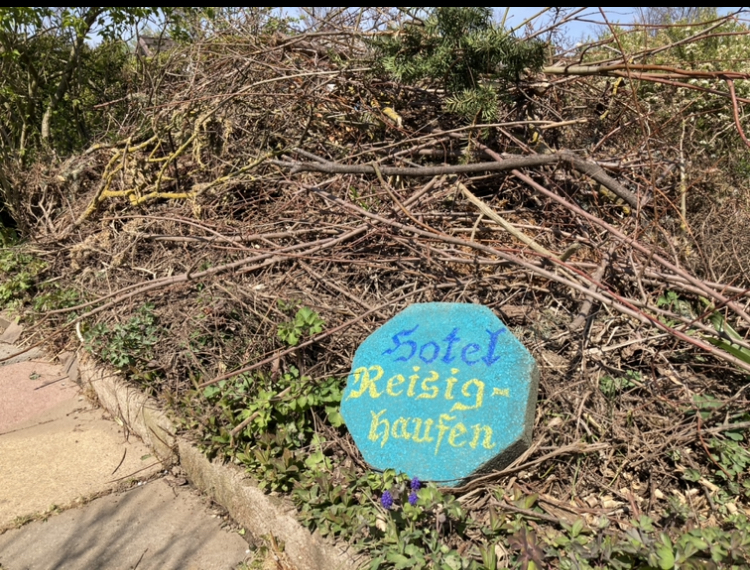 Hotel
Reisig-
haufen